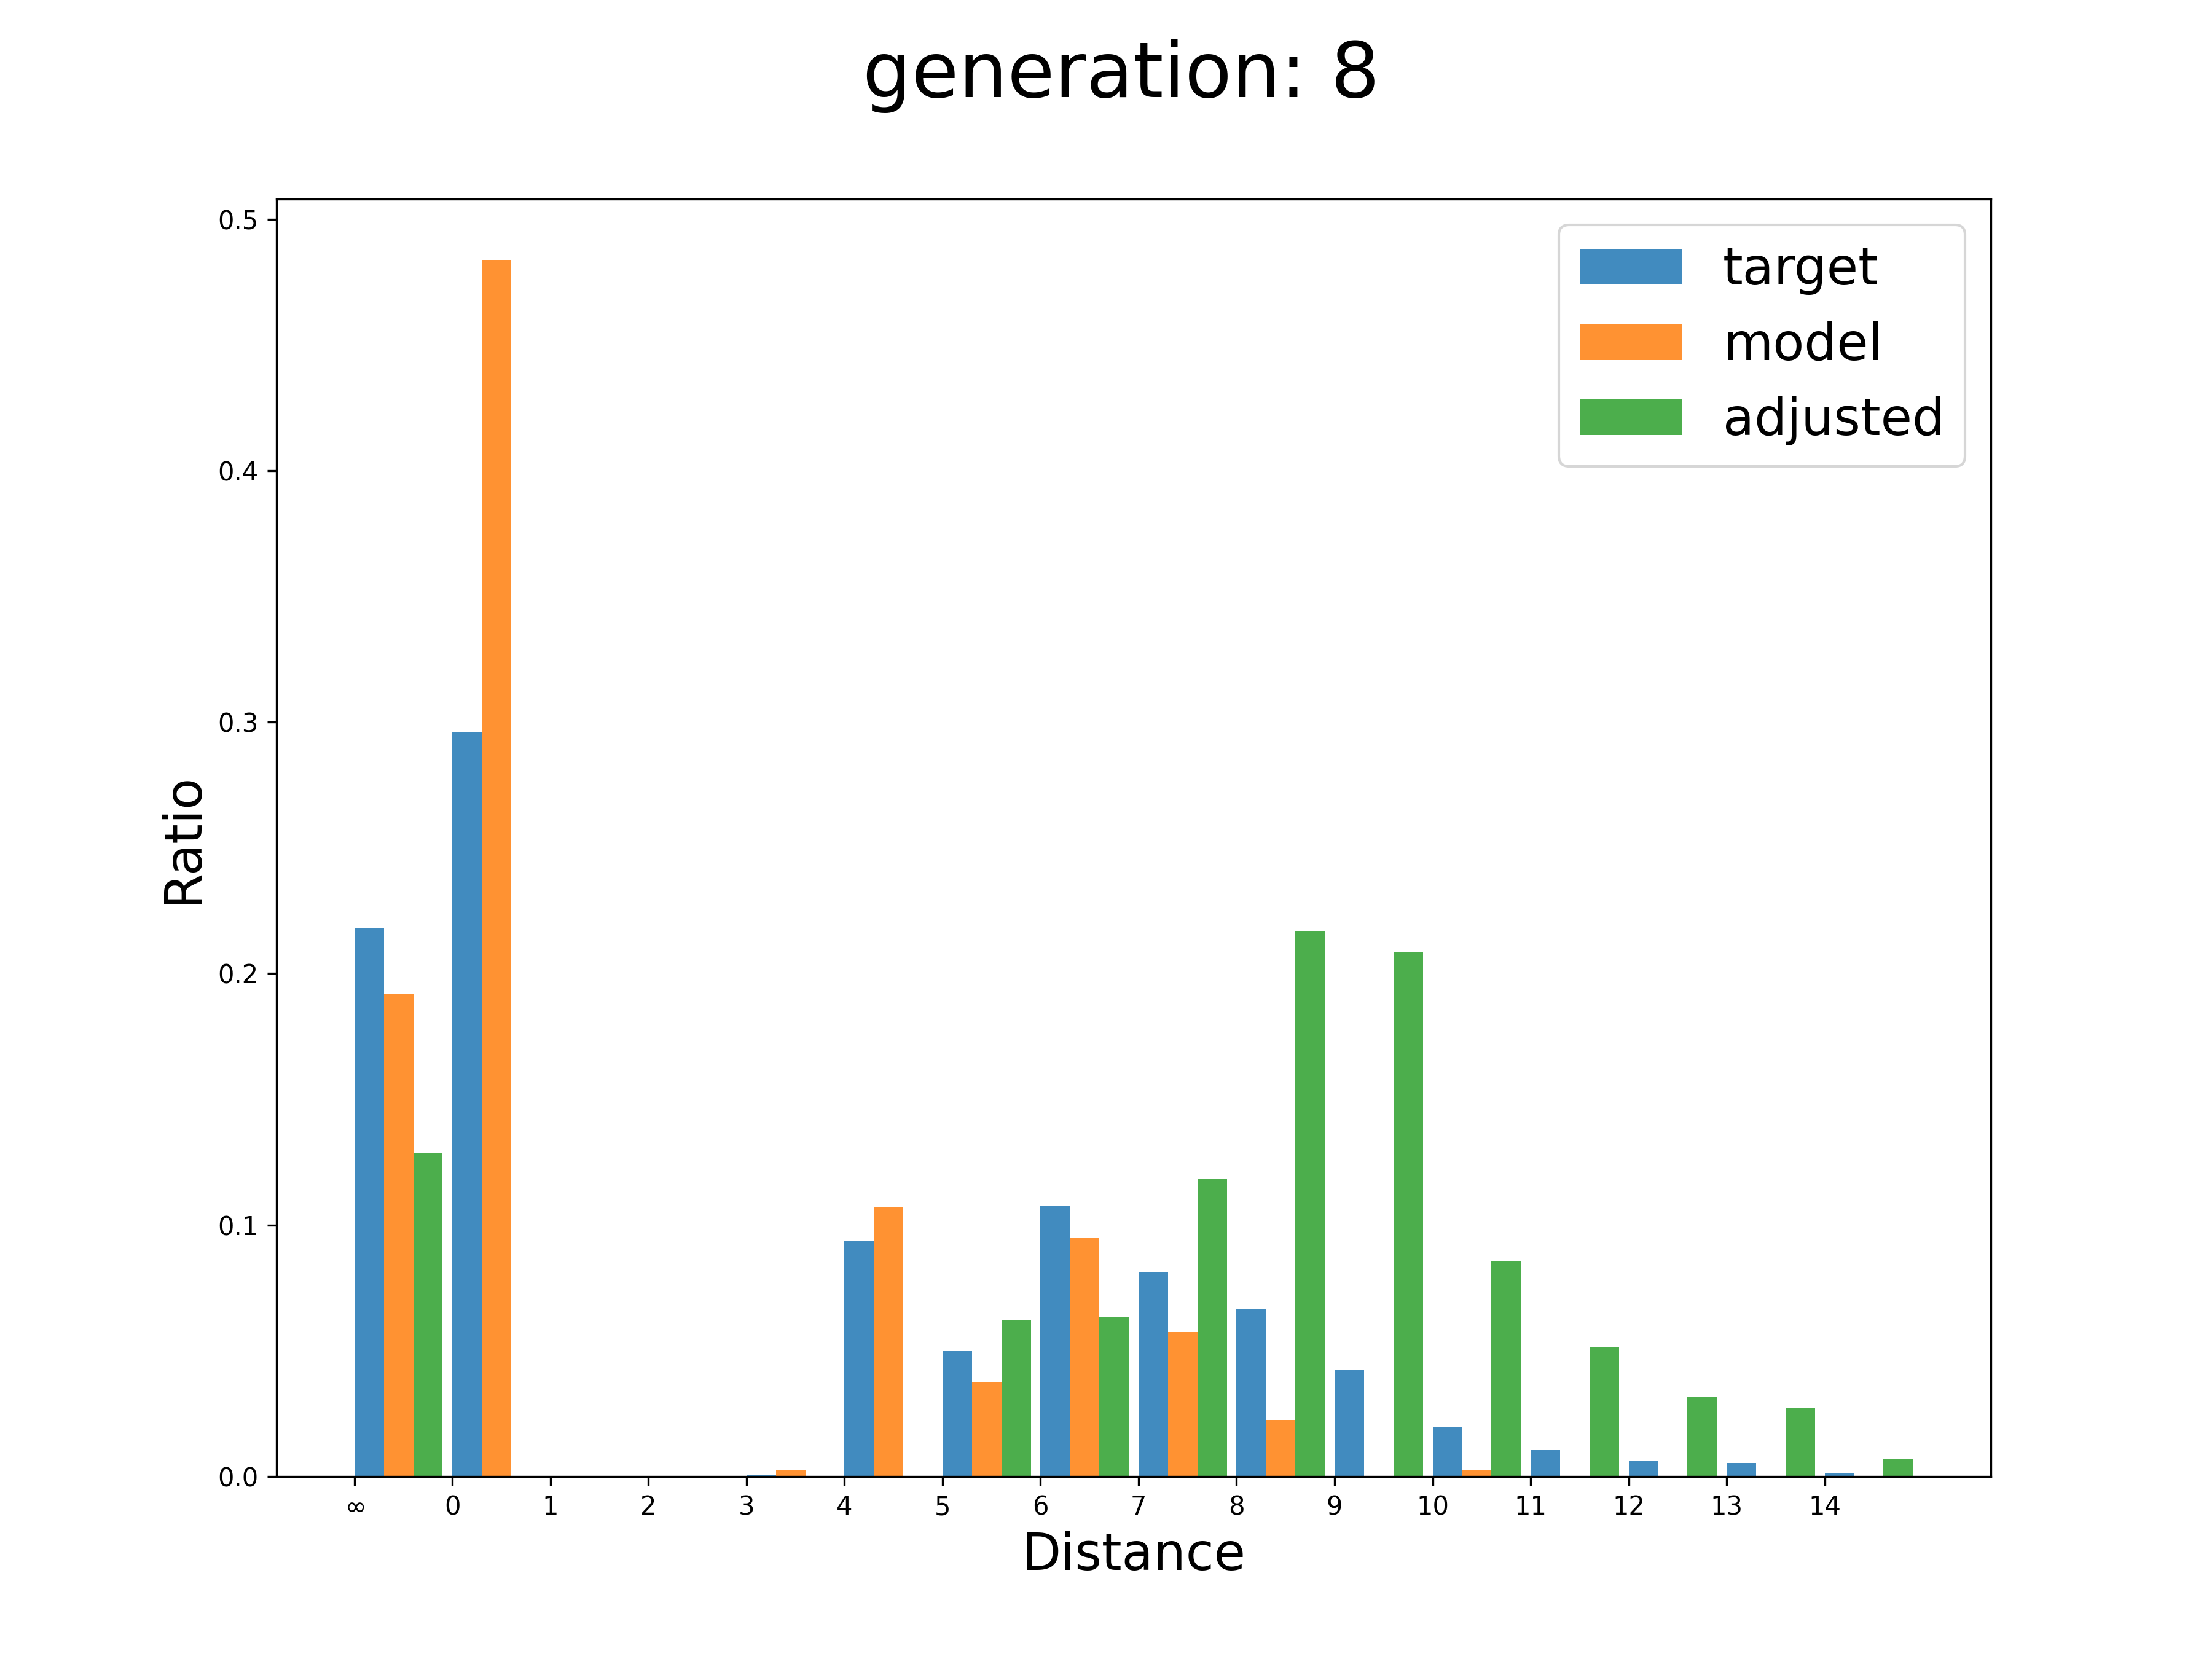 generation: 8
0.5
0.4
0.3
0.2
0.1
0.0
Ratio
target
model
adjusted
∞ 0 1 2 3 4 5 6 7 8 9 10 11 12 13 14
Distance